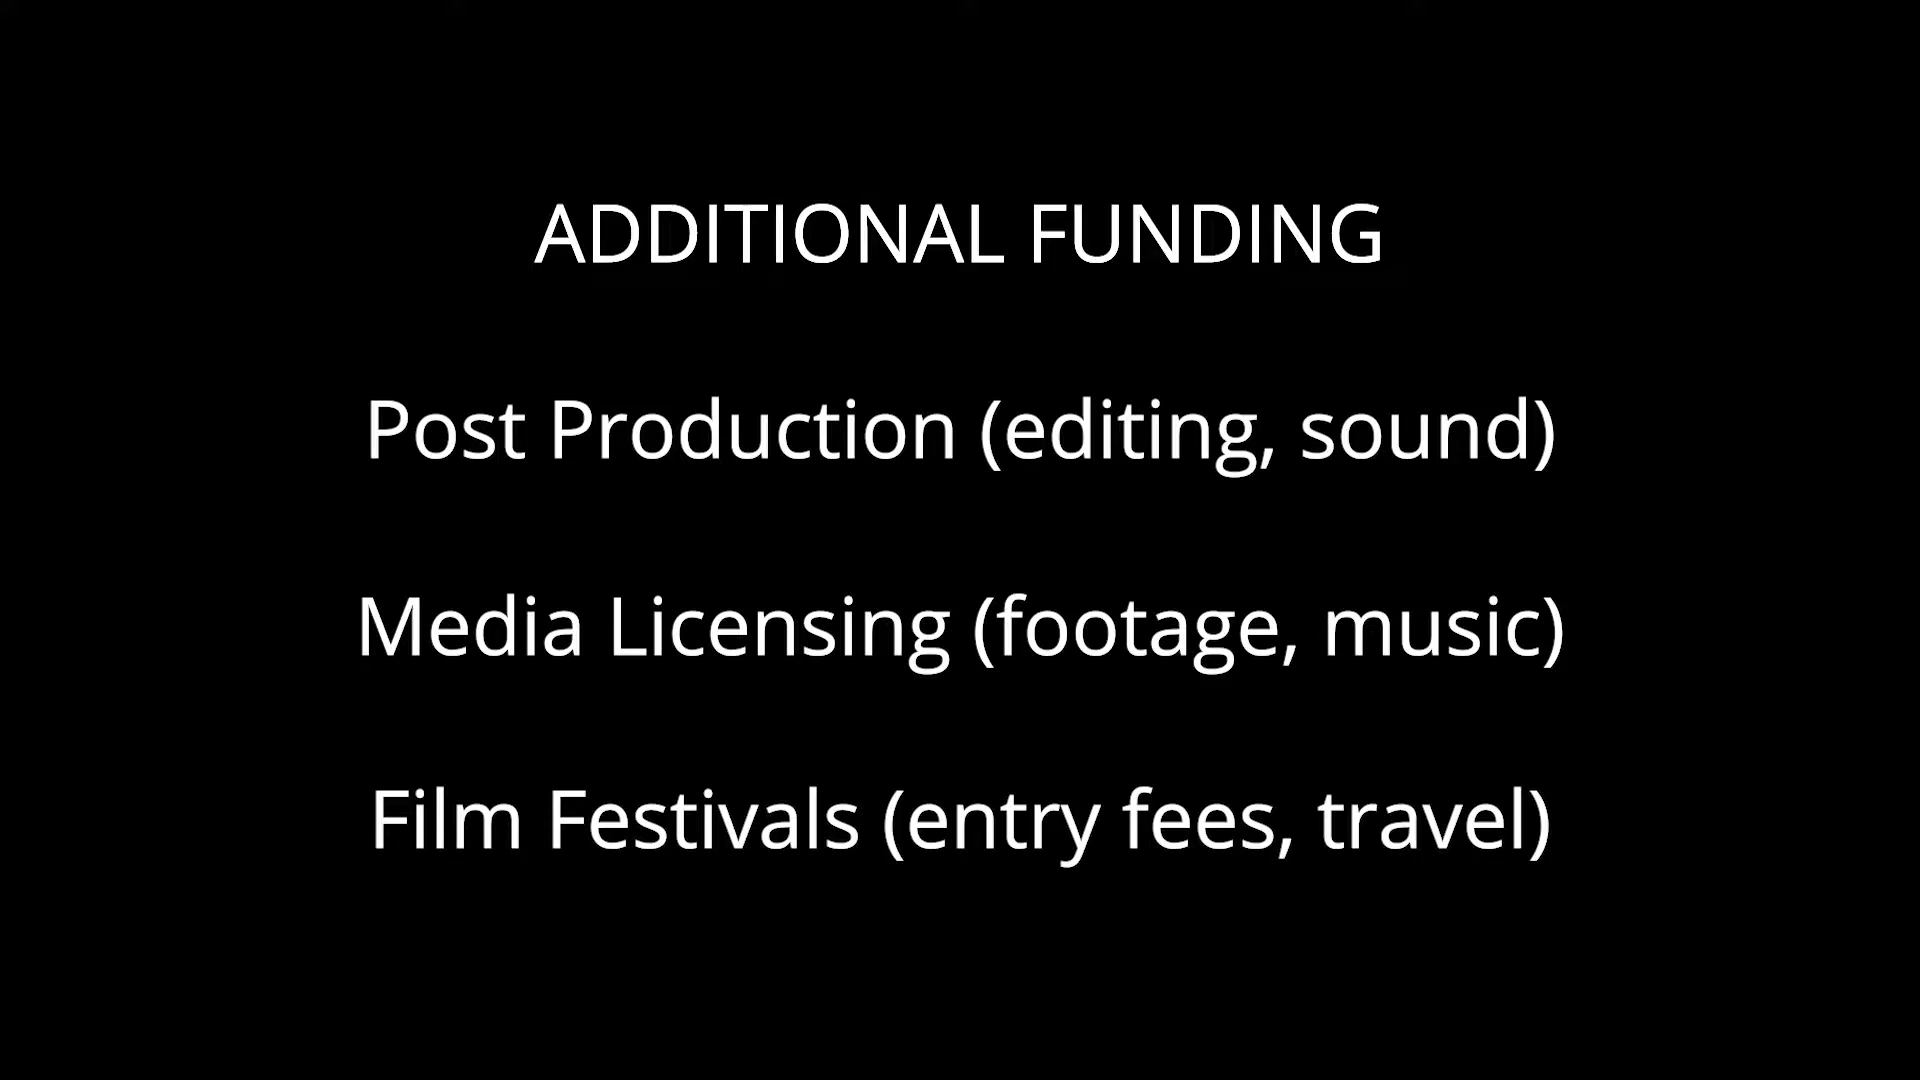 ADDITIONAL FUNDING
Post Production (editing, sound)
Media Licensing (footage, music)
Film Festivals (entry fees, travel)